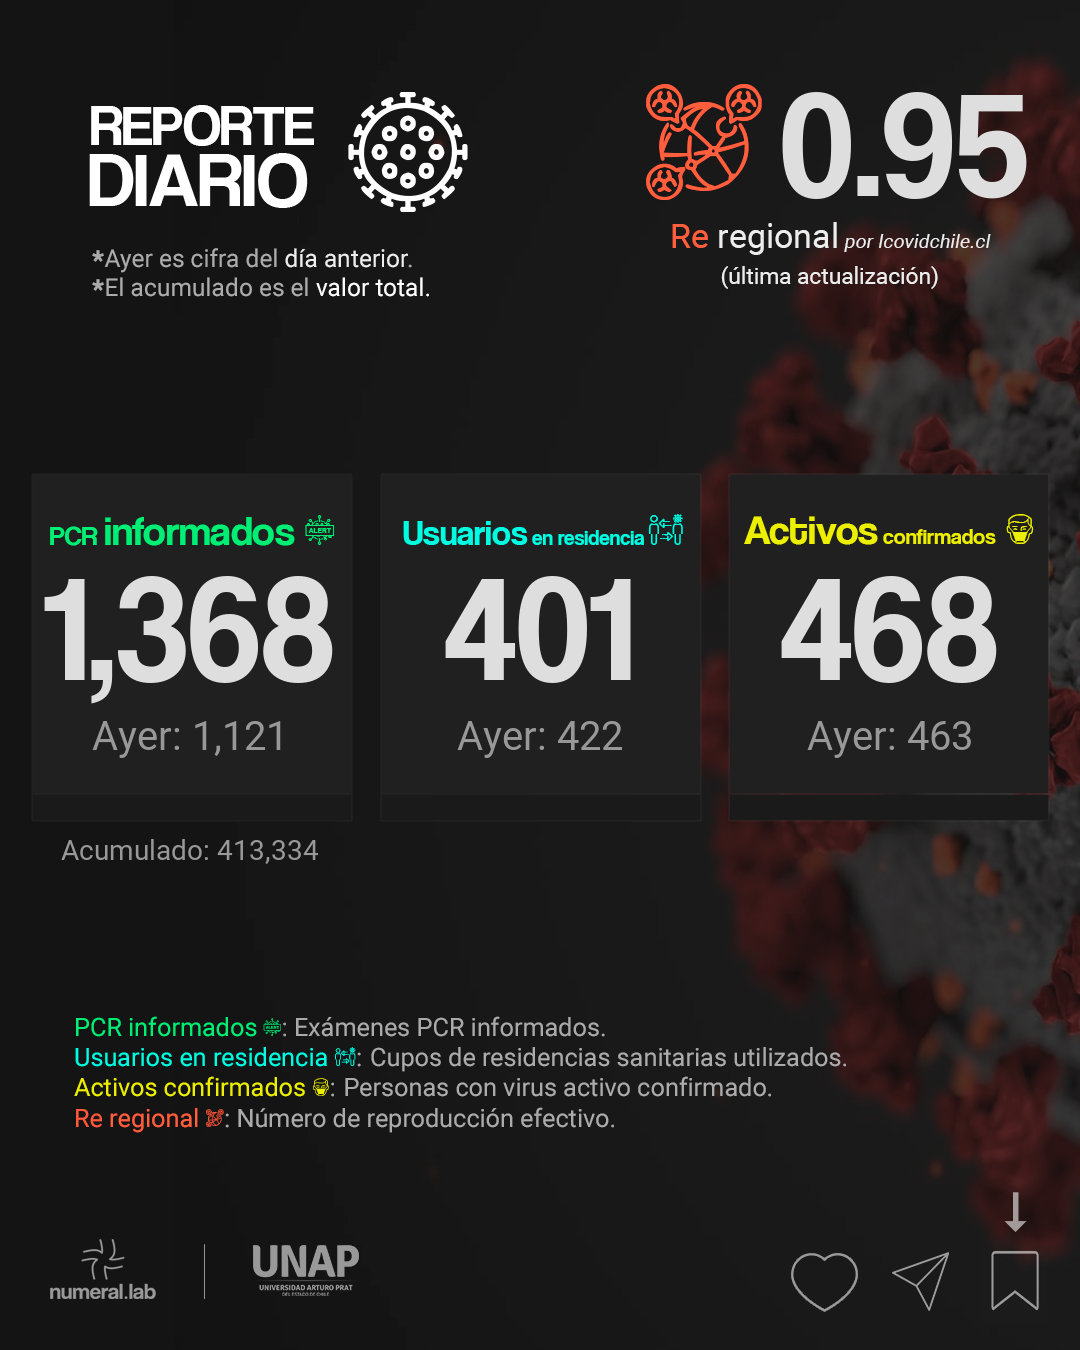 REPORTE
DIARIO
*Ayer es cifra del día anterior.
*El acumulado es el valor total.
0.95
Re regional por Icovidchile.cl
(última actualización)
PCR informados ALERT
1,368
Ayer: 1,121
Acumulado: 413,334
Usuarios en residencia
401
Ayer: 422
Activos confirmados
468
Ayer: 463
PCR informados ALERT: Exámenes PCR informados.
Usuarios en residencia : Cupos de residencias sanitarias utilizados.
Activos confirmados : Personas con virus activo confirmado.
Re regional : Número de reproducción efectivo.
numeral.lab
UNAP
UNIVERSIDAD ARTURO PRAT
DEL ESTADO DE CHILE